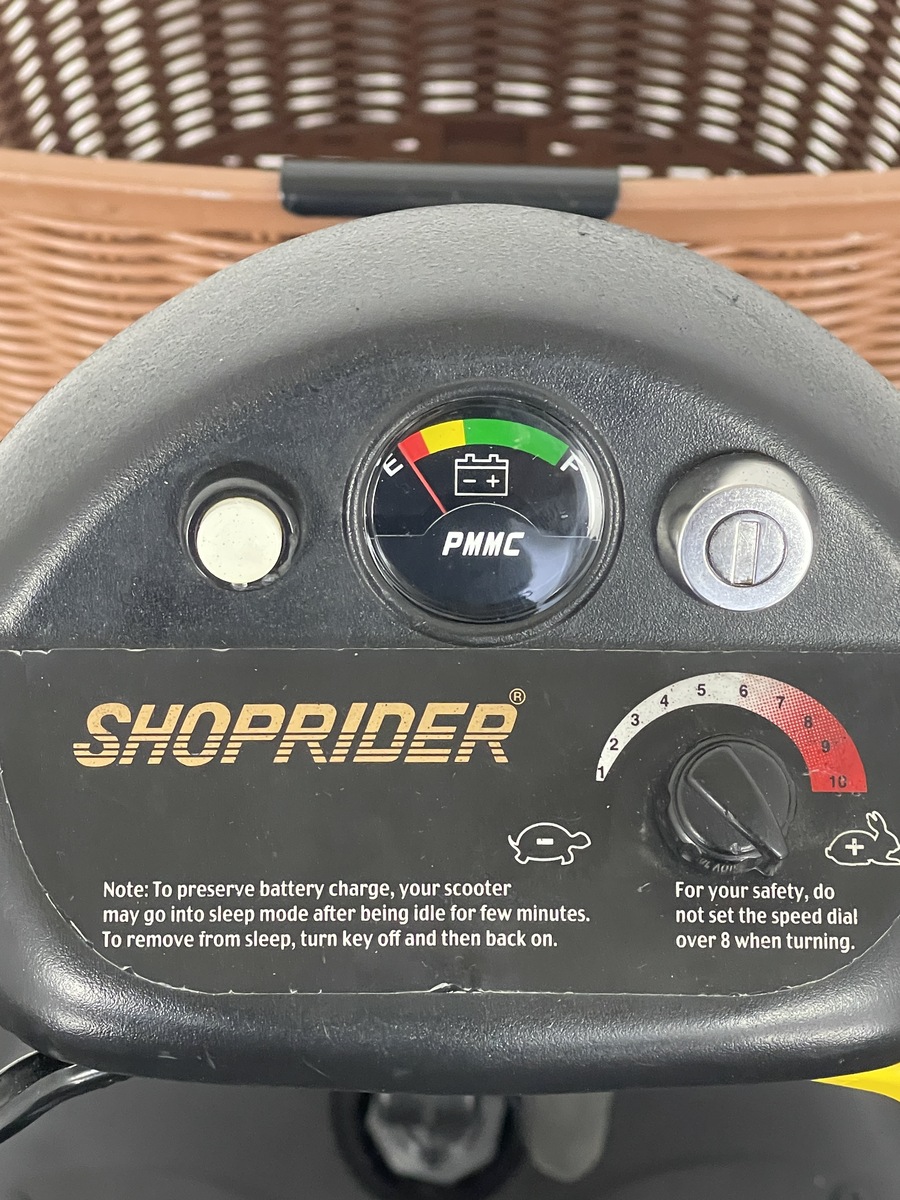 E F
- +
PMMC
SHOPRIDER®
1 2 3 4 5 6 7 8 9 10
- +
Note: To preserve battery charge, your scooter
may go into sleep mode after being idle for few minutes.
To remove from sleep, turn key off and then back on.
For your safety, do
not set the speed dial
over 8 when turning.